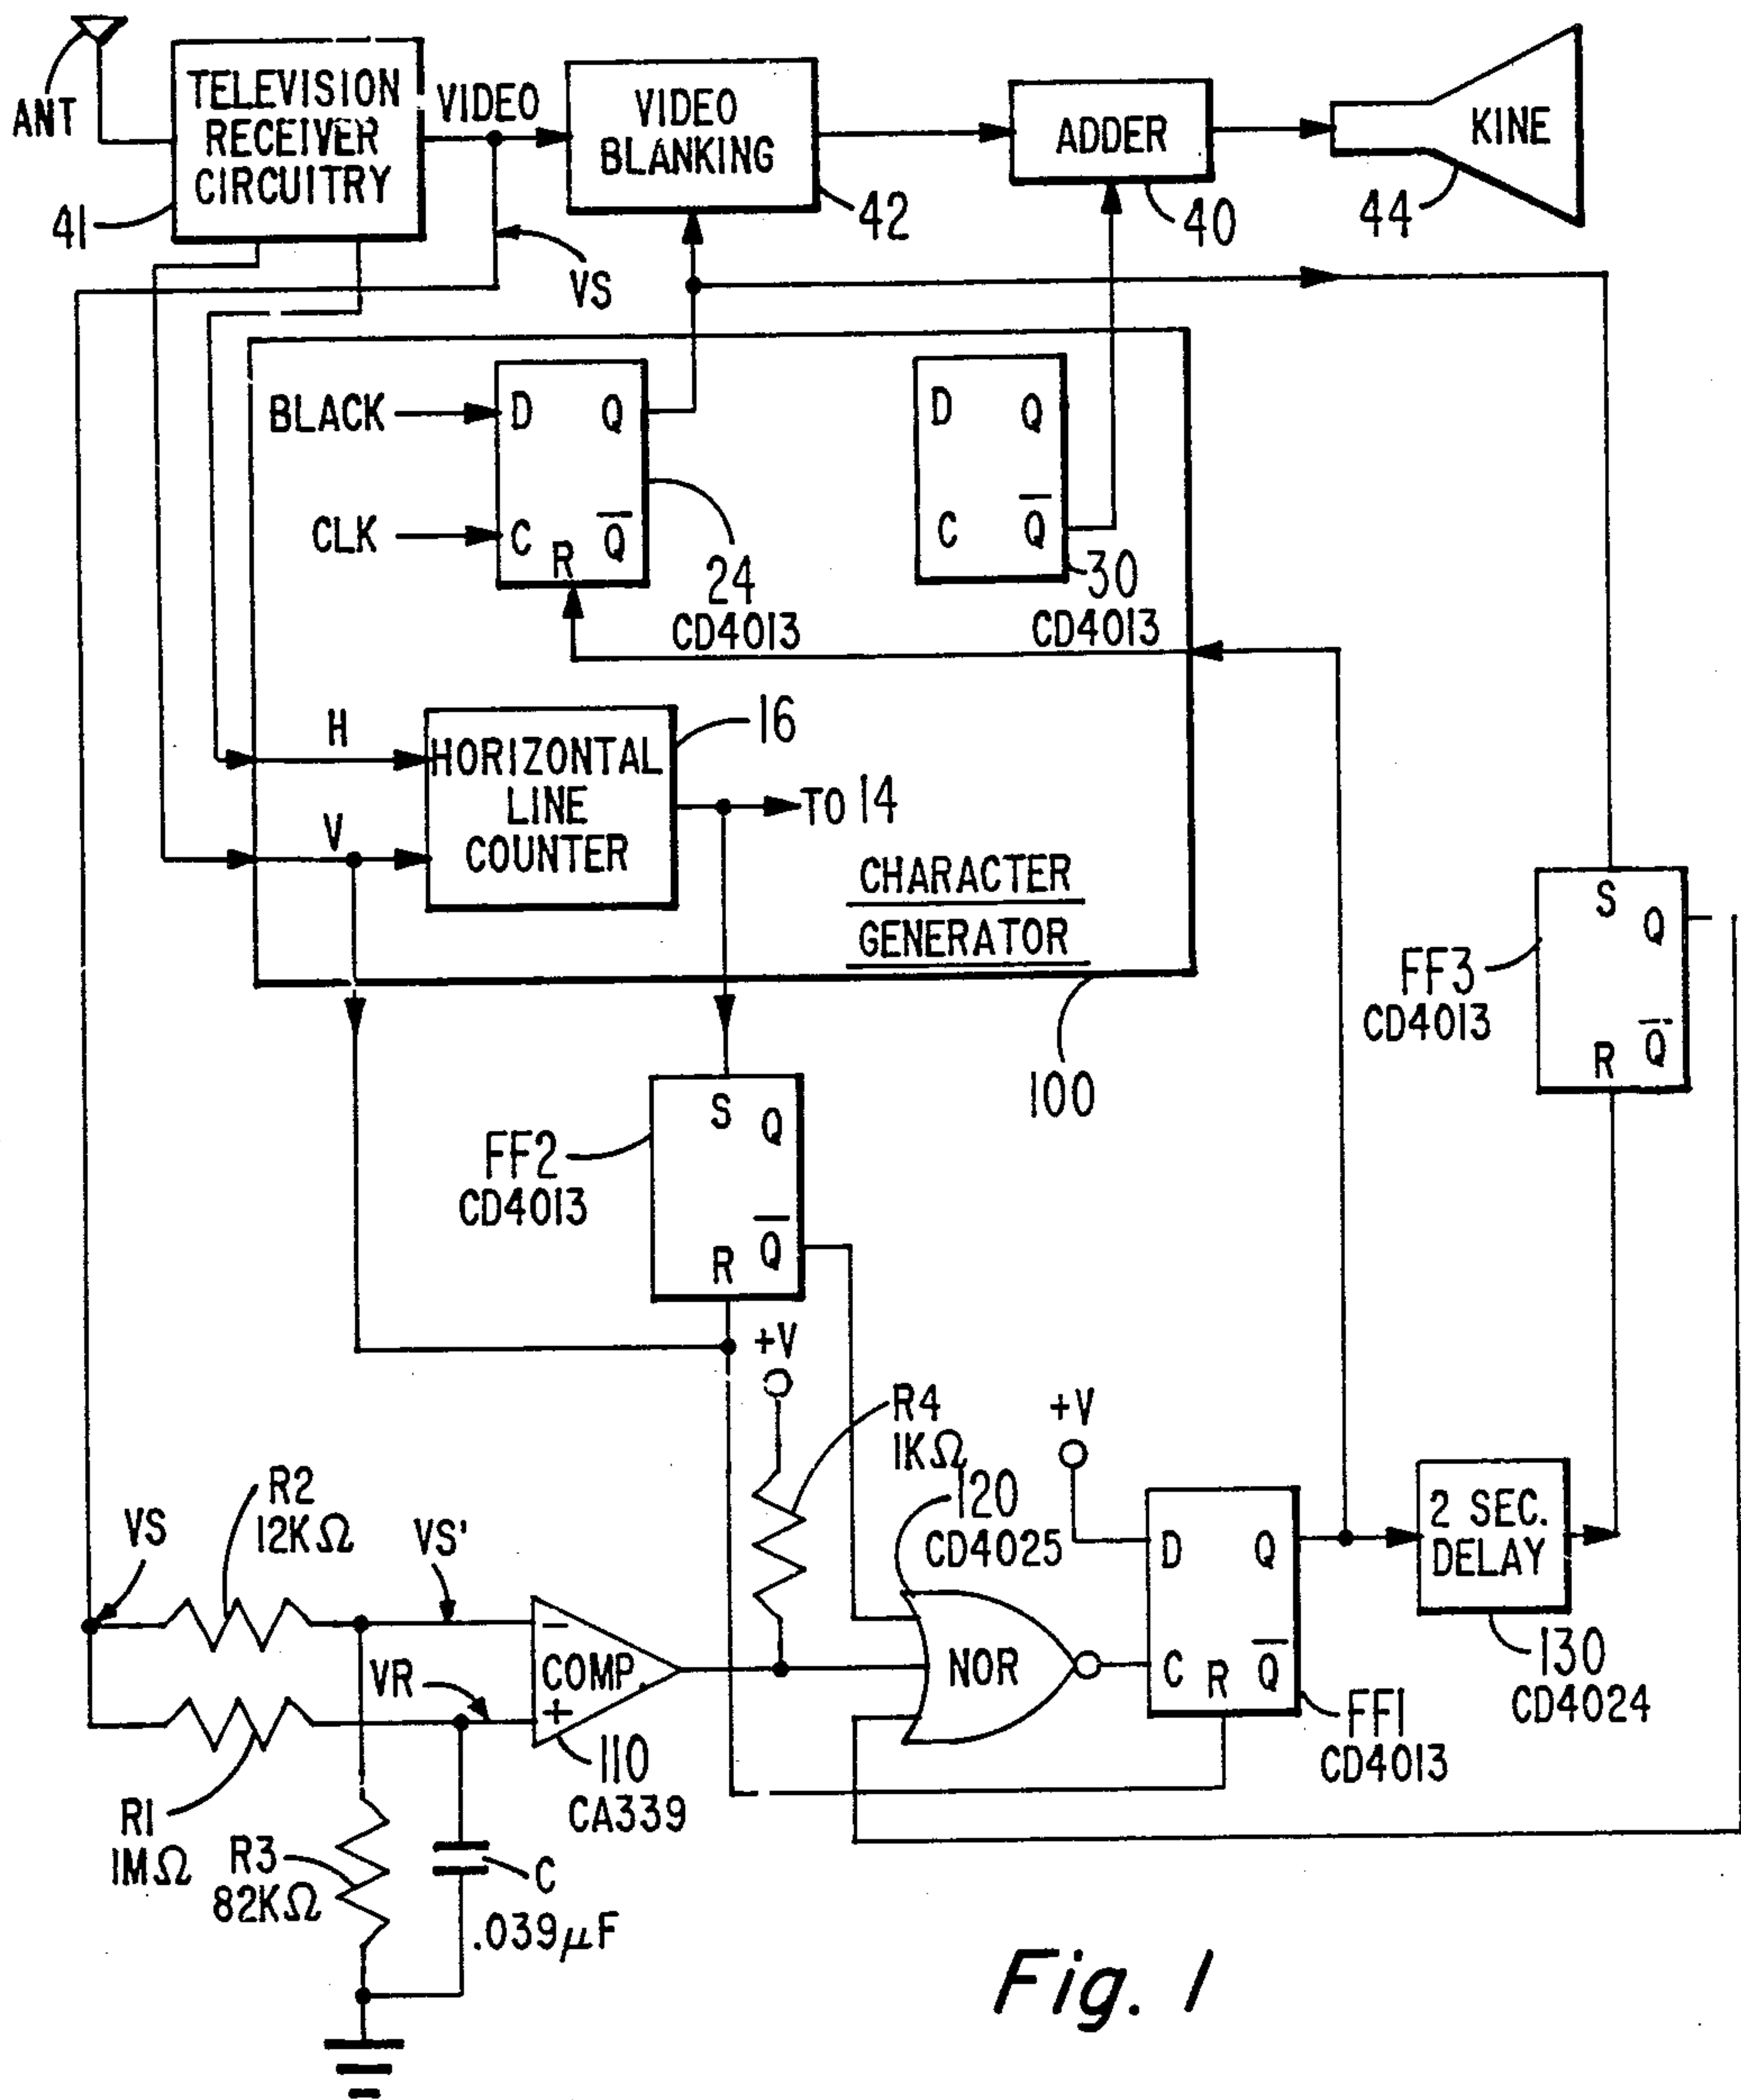 ANT
TELEVISION
RECEIVER
CIRCUITRY
41
VIDEO
VS
VIDEO
BLANKING
42
ADDER
40
KINE
44
BLACK
CLK
D Q
C Q̅
R
24
CD4013
D Q
C Q̅
30
CD4013
H
V
HORIZONTAL
LINE
COUNTER
16
TO 14
CHARACTER
GENERATOR
100
S
Q
R
Q̅
FF3
CD4013
S
Q
R
Q̅
FF2
CD4013
+V
R4
1KΩ
120
CD4025
+V
VS
R2
12KΩ
VS'
VR
−
COMP.
+
110
CA339
NOR
D Q
C R Q̅
FF1
CD4013
2 SEC.
DELAY
130
CD4024
R1
1MΩ
R3
82KΩ
C
.039μF
Fig. 1